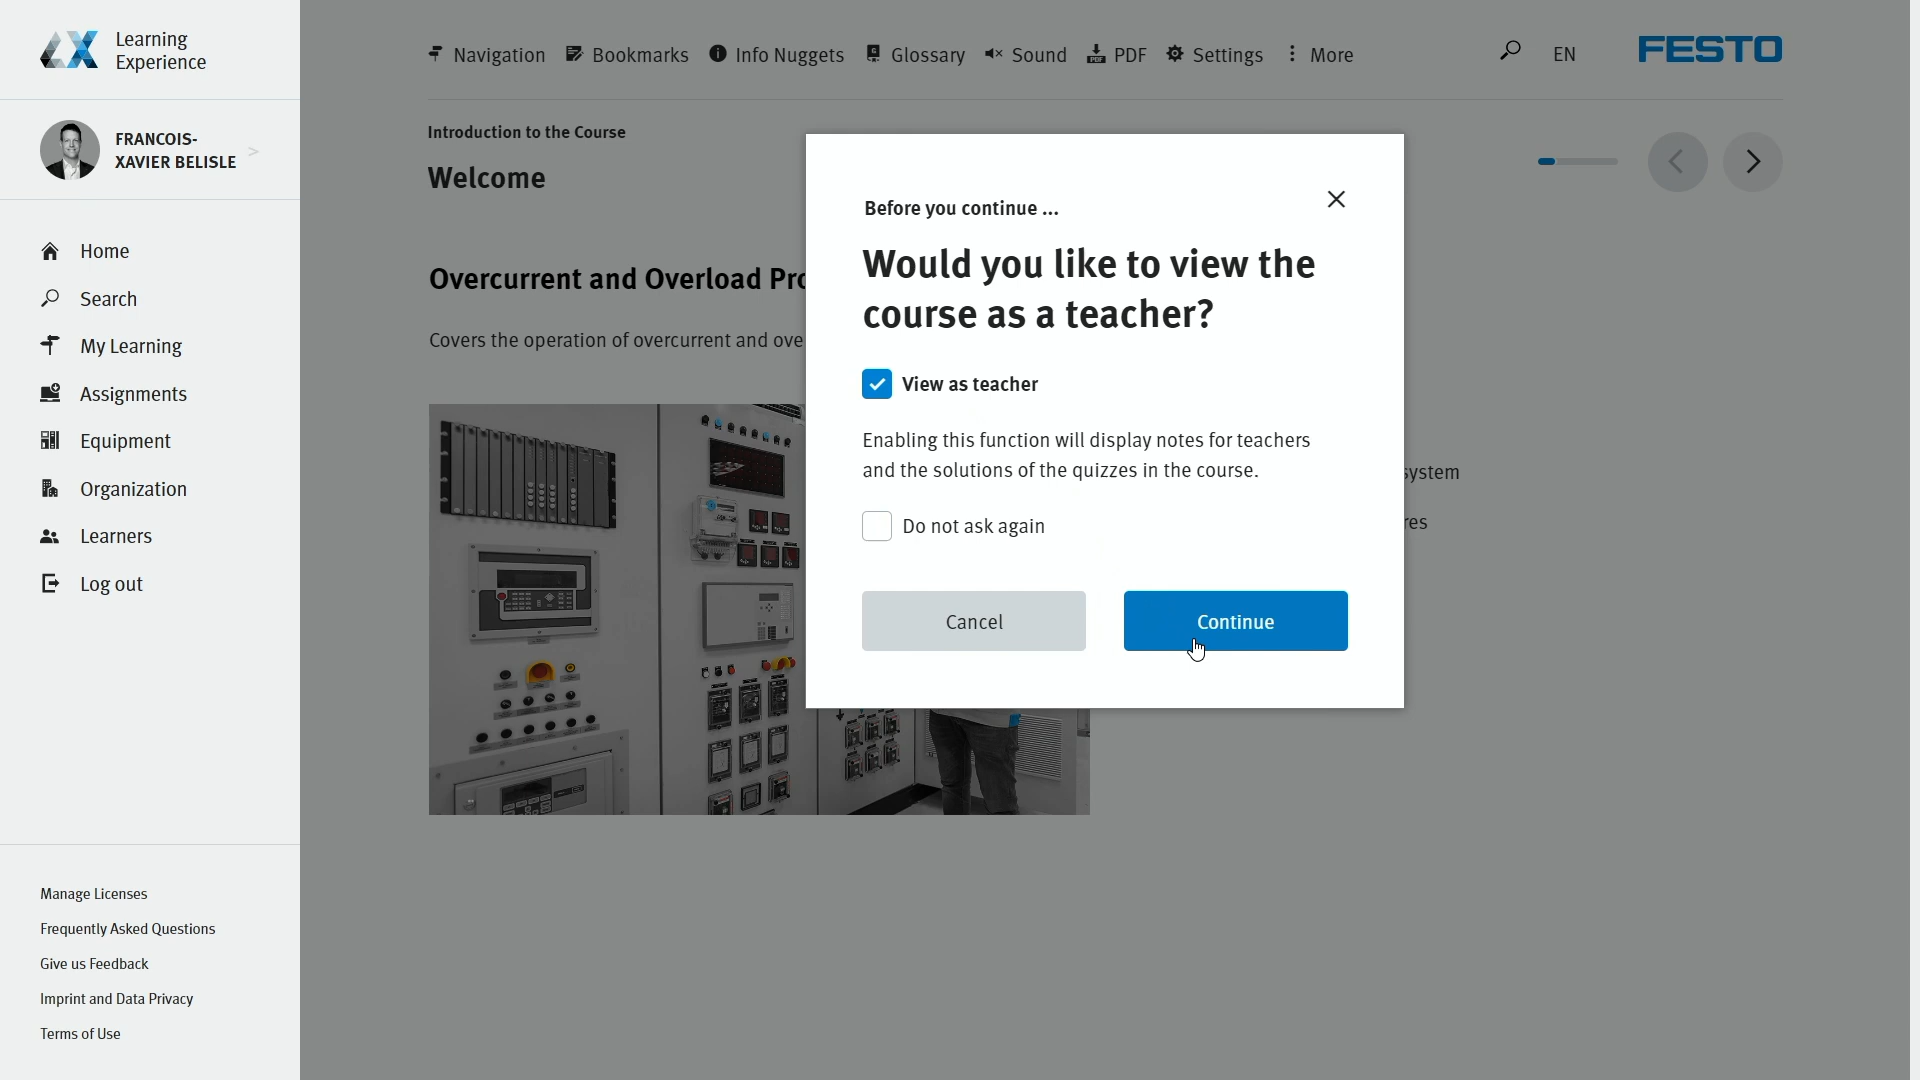 Learning
Experience
FRANCOIS-
XAVIER BELISLE
Home
Search
My Learning
Assignments
Equipment
Organization
Learners
Log out
Manage Licenses
Frequently Asked Questions
Give us Feedback
Imprint and Data Privacy
Terms of Use
Navigation
Bookmarks
Info Nuggets
Glossary
Sound
PDF
Settings
More
EN
FESTO
Introduction to the Course
Welcome
Overcurrent and Overload
Covers the operation of overcurrent and
system
Before you continue ...
Would you like to view the
course as a teacher?
View as teacher
Enabling this function will display notes for teachers
and the solutions of the quizzes in the course.
Do not ask again
Cancel
Continue